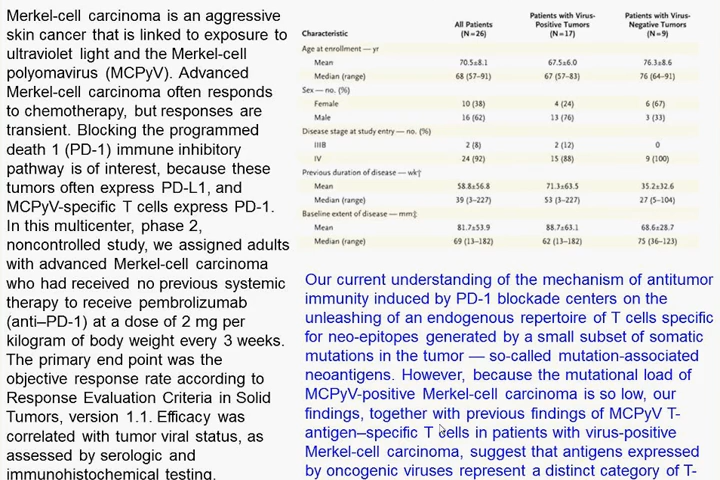 Merkel-cell carcinoma is an aggressive
skin cancer that is linked to exposure to
ultraviolet light and the Merkel-cell
polyomavirus (MCPyV). Advanced
Merkel-cell carcinoma often responds
to chemotherapy, but responses are
transient. Blocking the programmed
death 1 (PD-1) immune inhibitory
pathway is of interest, because these
tumors often express PD-L1, and
MCPyV-specific T cells express PD-1.
In this multicenter, phase 2,
noncontrolled study, we assigned adults
with advanced Merkel-cell carcinoma
who had received no previous systemic
therapy to receive pembrolizumab
(anti–PD-1) at a dose of 2 mg per
kilogram of body weight every 3 weeks.
The primary end point was the
objective response rate according to
Response Evaluation Criteria in Solid
Tumors, version 1.1. Efficacy was
correlated with tumor viral status, as
assessed by serologic and
immunohistochemical testing.
Characteristic All Patients (N=26) Patients with Virus-Positive Tumors (N=17) Patients with Virus-Negative Tumors (N=9)
Age at enrollment — yr
Mean 70.5±8.1 67.5±6.0 76.3±8.6
Median (range) 68 (57–91) 67 (57–83) 76 (64–91)
Sex — no. (%)
Female 10 (38) 4 (24) 6 (67)
Male 16 (62) 13 (76) 3 (33)
Disease stage at study entry — no. (%)
IIIB 2 (8) 2 (12) 0
IV 24 (92) 15 (88) 9 (100)
Previous duration of disease — wk†
Mean 58.8±56.8 71.3±63.5 35.2±32.6
Median (range) 39 (3–227) 53 (3–227) 27 (5–104)
Baseline extent of disease — mm‡
Mean 81.7±53.9 88.7±63.1 68.6±28.7
Median (range) 69 (13–182) 62 (13–182) 75 (36–123)
Our current understanding of the mechanism of antitumor
immunity induced by PD-1 blockade centers on the
unleashing of an endogenous repertoire of T cells specific
for neo-epitopes generated by a small subset of somatic
mutations in the tumor — so-called mutation-associated
neoantigens. However, because the mutational load of
MCPyV-positive Merkel-cell carcinoma is so low, our
findings, together with previous findings of MCPyV T-
antigen–specific T cells in patients with virus-positive
Merkel-cell carcinoma, suggest that antigens expressed
by oncogenic viruses represent a distinct category of T-